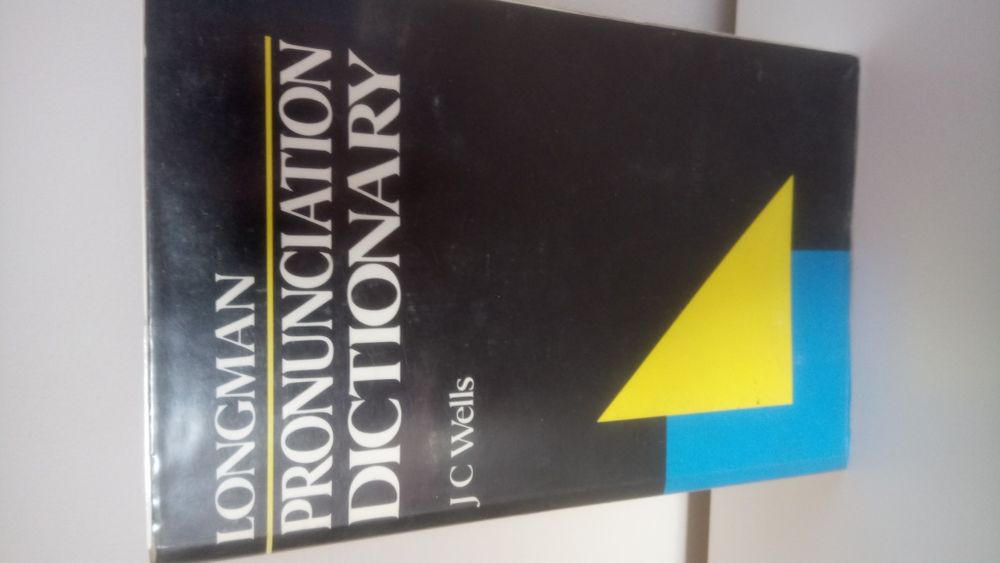 LONGMAN
PRONUNCIATION
DICTIONARY
J C Wells